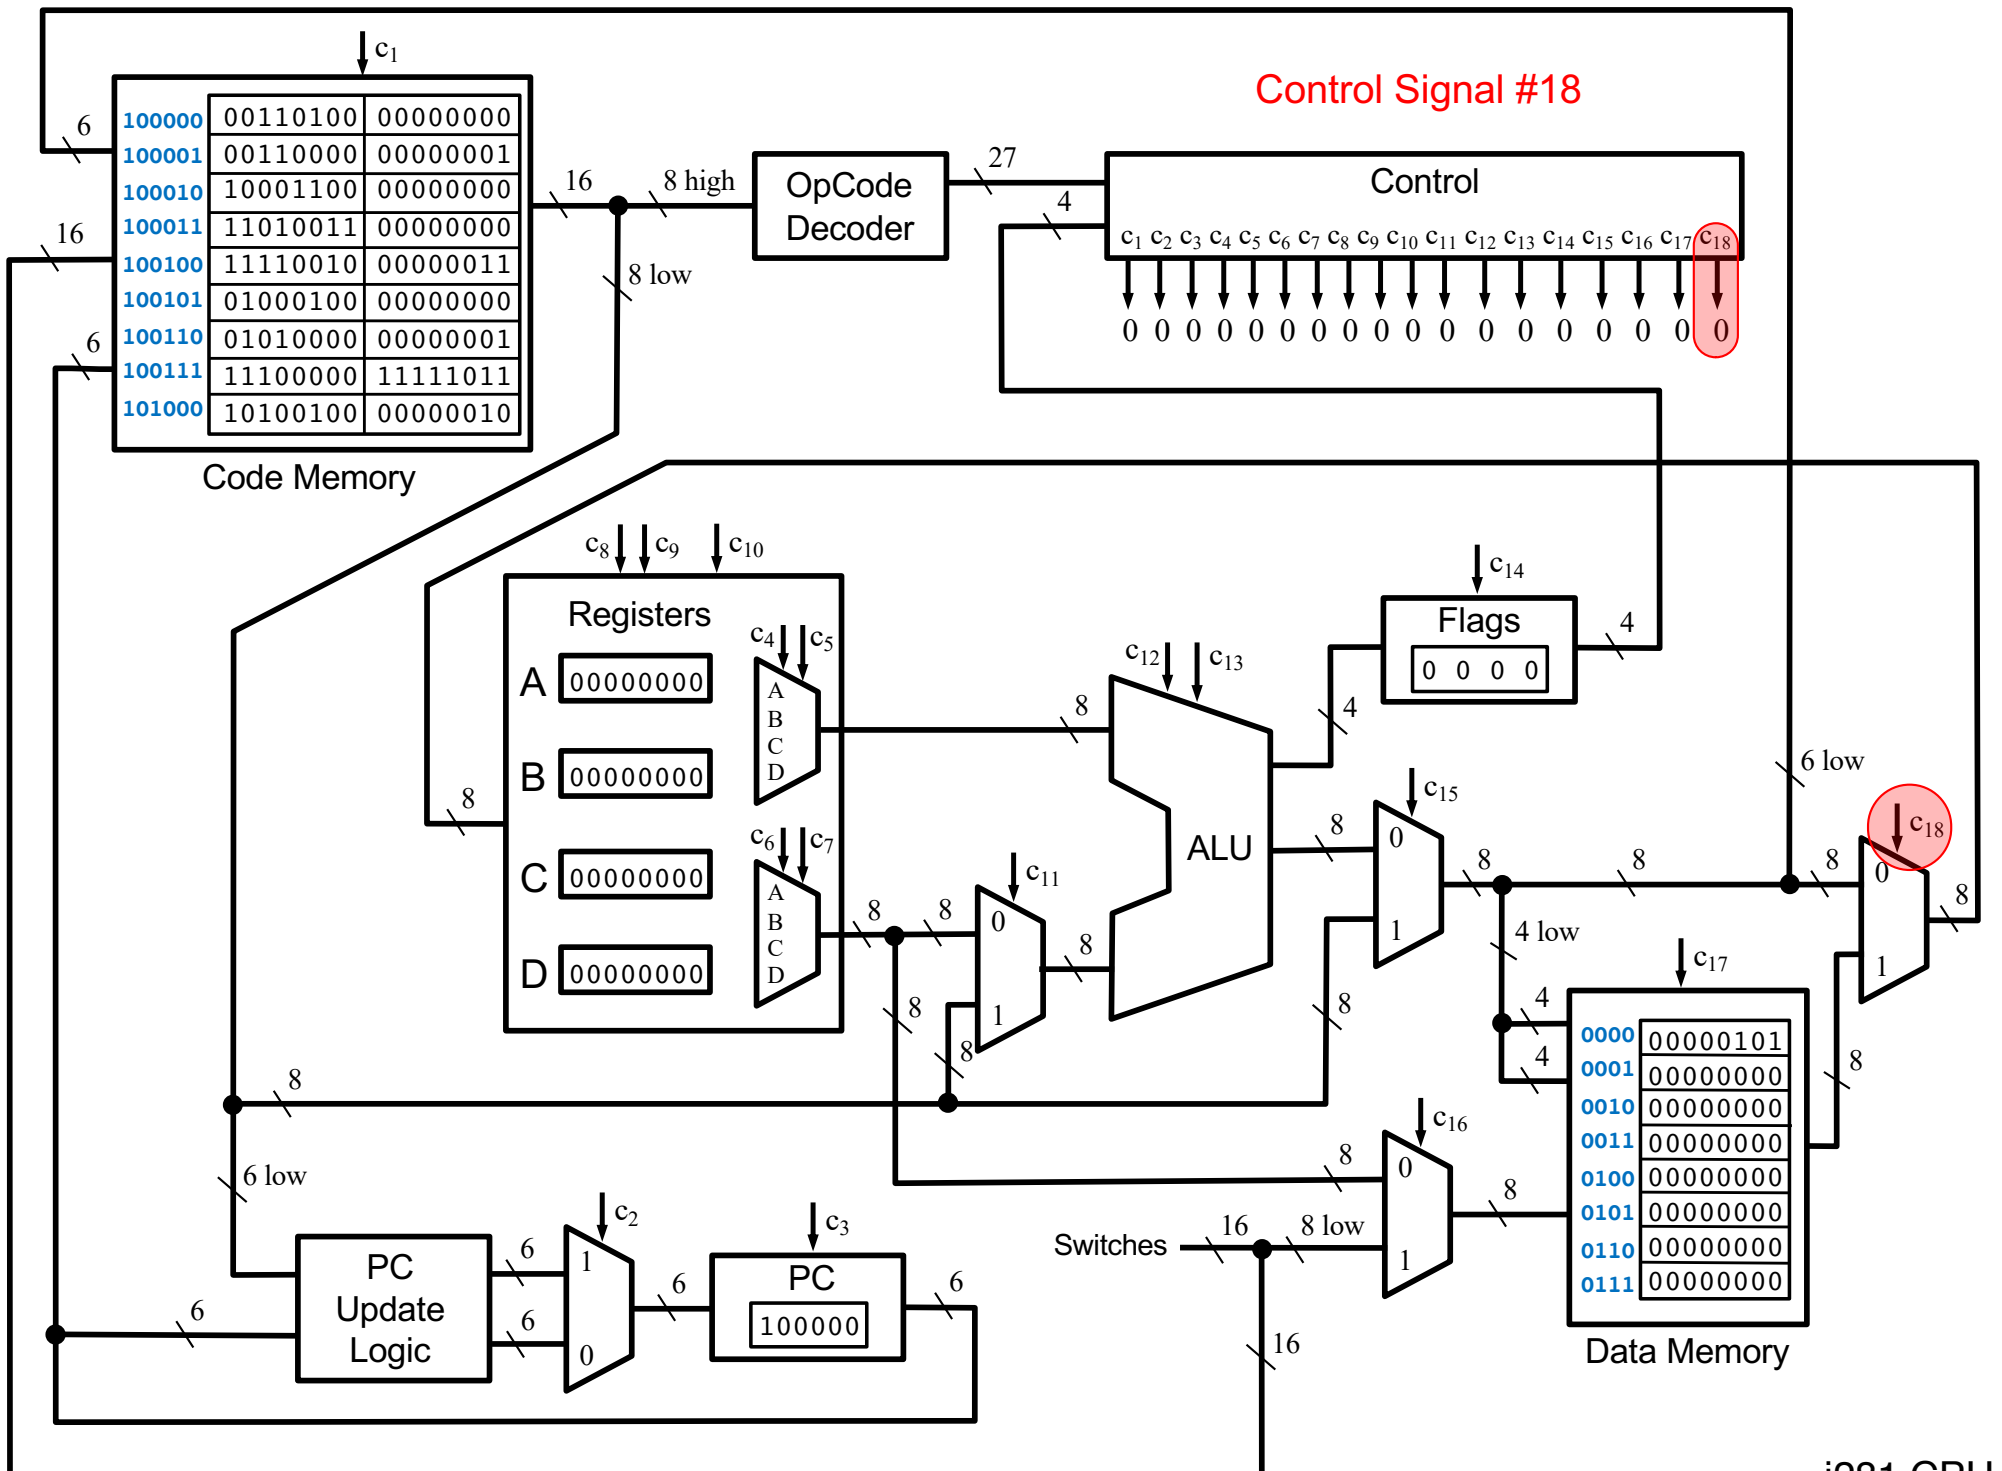 Control Signal #18
c1
6
16
6
100000 00110100 00000000
100001 00110000 00000001
100010 10001100 00000000
100011 11010011 00000000
100100 11110010 00000011
100101 01000100 00000000
100110 01010000 00000001
100111 11100000 11111011
101000 10100100 00000010
Code Memory
16
8 high
8 low
OpCode
Decoder
27
4
Control
c1 c2 c3 c4 c5 c6 c7 c8 c9 c10 c11 c12 c13 c14 c15 c16 c17 c18
0 0 0 0 0 0 0 0 0 0 0 0 0 0 0 0 0 0
c8 c9 c10
Registers
A 00000000
B 00000000
C 00000000
D 00000000
8
c4 c5
A
B
C
D
c6 c7
A
B
C
D
8
8
8
8
c11
0
1
8
8
8
c12 c13
ALU
4
8
c14
Flags
0 0 0 0
4
c15
0
1
8
8
8
6 low
8
c18
0
1
8
4 low
4
4
c17
0000 00000101
0001 00000000
0010 00000000
0011 00000000
0100 00000000
0101 00000000
0110 00000000
0111 00000000
Data Memory
8
8
c16
0
1
8
8
Switches
16
8 low
16
6 low
6
PC
Update
Logic
6
6
c2
1
0
6
c3
PC
100000
6